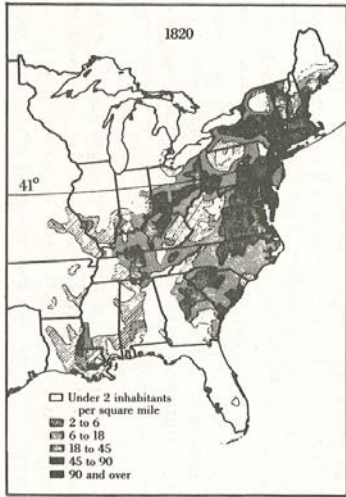 1820
41°
Under 2 inhabitants
per square mile
2 to 6
6 to 18
18 to 45
45 to 90
90 and over